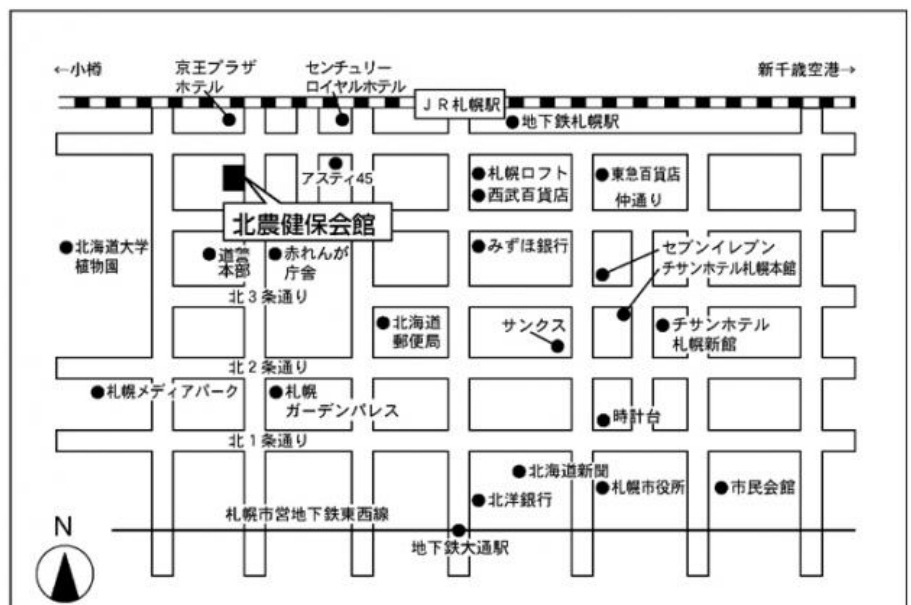 ←小樽
京王プラザ
ホテル
センチュリー
ロイヤルホテル
新千歳空港→
JR札幌駅
地下鉄札幌駅
アスティ45
札幌ロフト
西武百貨店
東急百貨店
仲通り
北農健保会館
北海道大学
植物園
道警
本部
赤れんが
庁舎
みずほ銀行
セブンイレブン
チサンホテル札幌本館
北3条通り
北海道
郵便局
サンクス
チサンホテル
札幌新館
北2条通り
札幌メディアパーク
札幌
ガーデンパレス
時計台
北1条通り
北海道新聞
北洋銀行
札幌市役所
市民会館
札幌市営地下鉄東西線
地下鉄大通駅
N